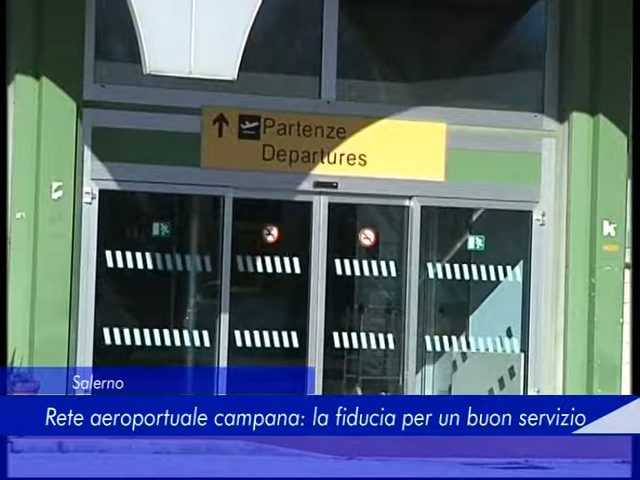 Partenze
Departures
k
Salerno
Rete aeroportuale campana: la fiducia per un buon servizio